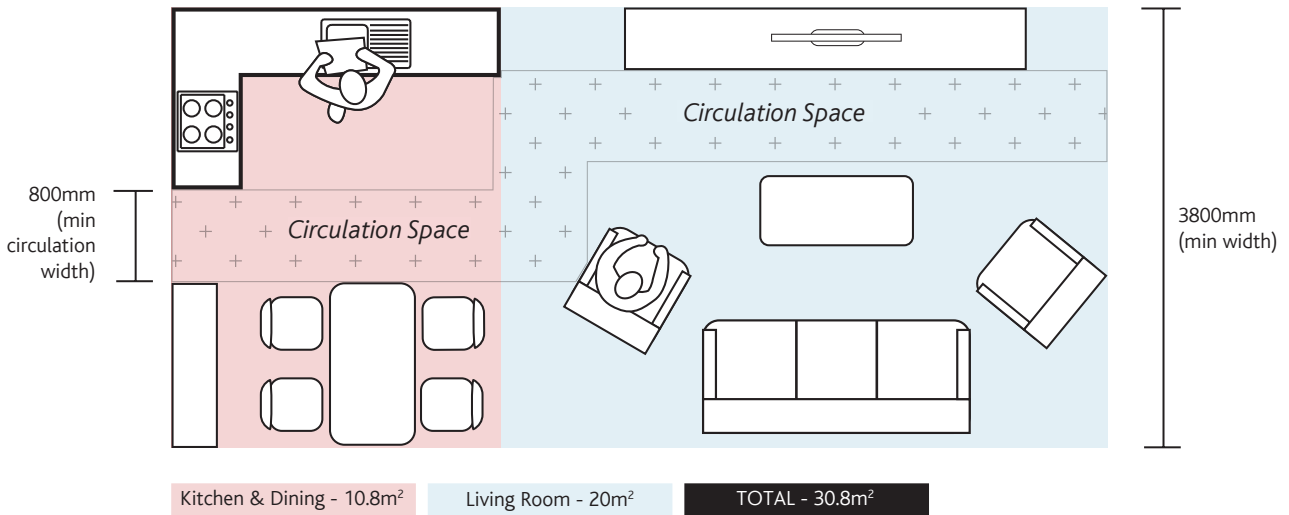 Circulation Space
800mm
(min
circulation
width)
Circulation Space
3800mm
(min width)
Kitchen & Dining - 10.8m²
Living Room - 20m²
TOTAL - 30.8m²